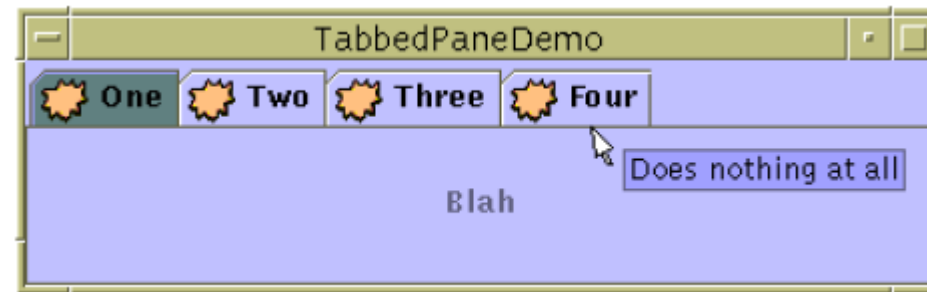 TabbedPaneDemo
One Two Three Four
Does nothing at all
Blah